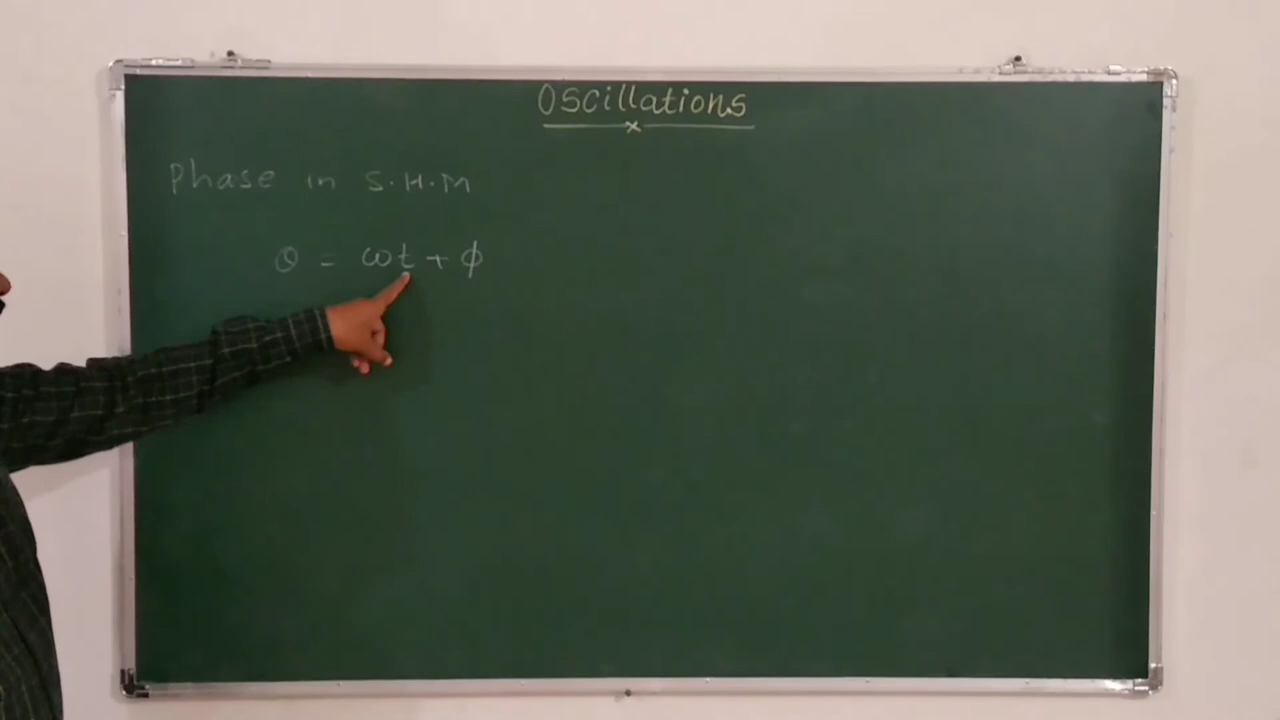 Oscillations
Phase in S.H.M
θ = ωt + ϕ